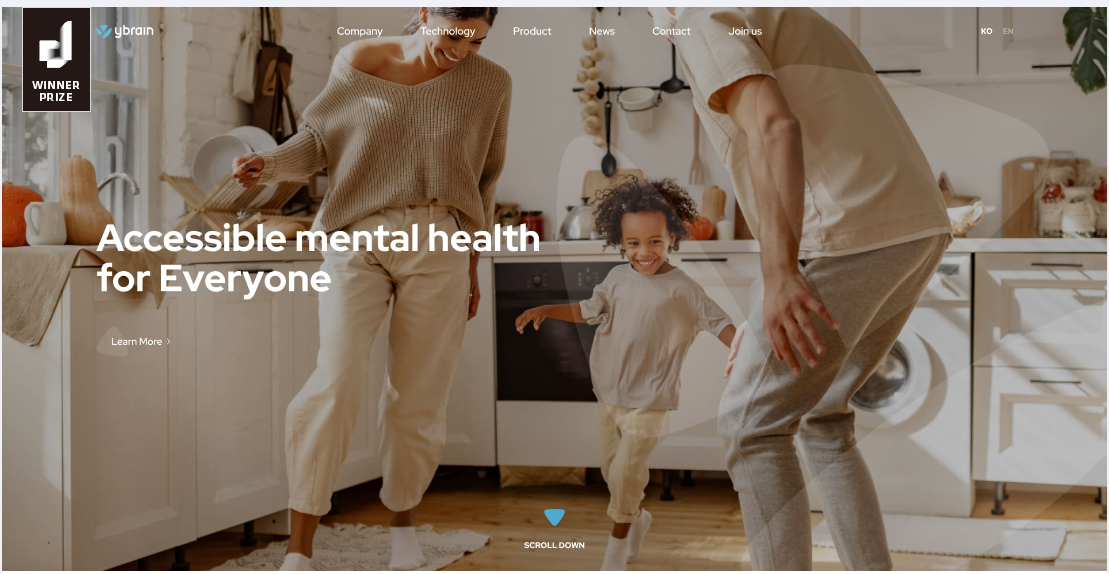 WINNER
PRIZE
ybrain
Company Technology Product News Contact Join us
KO EN
Accessible mental health
for Everyone
Learn More
SCROLL DOWN